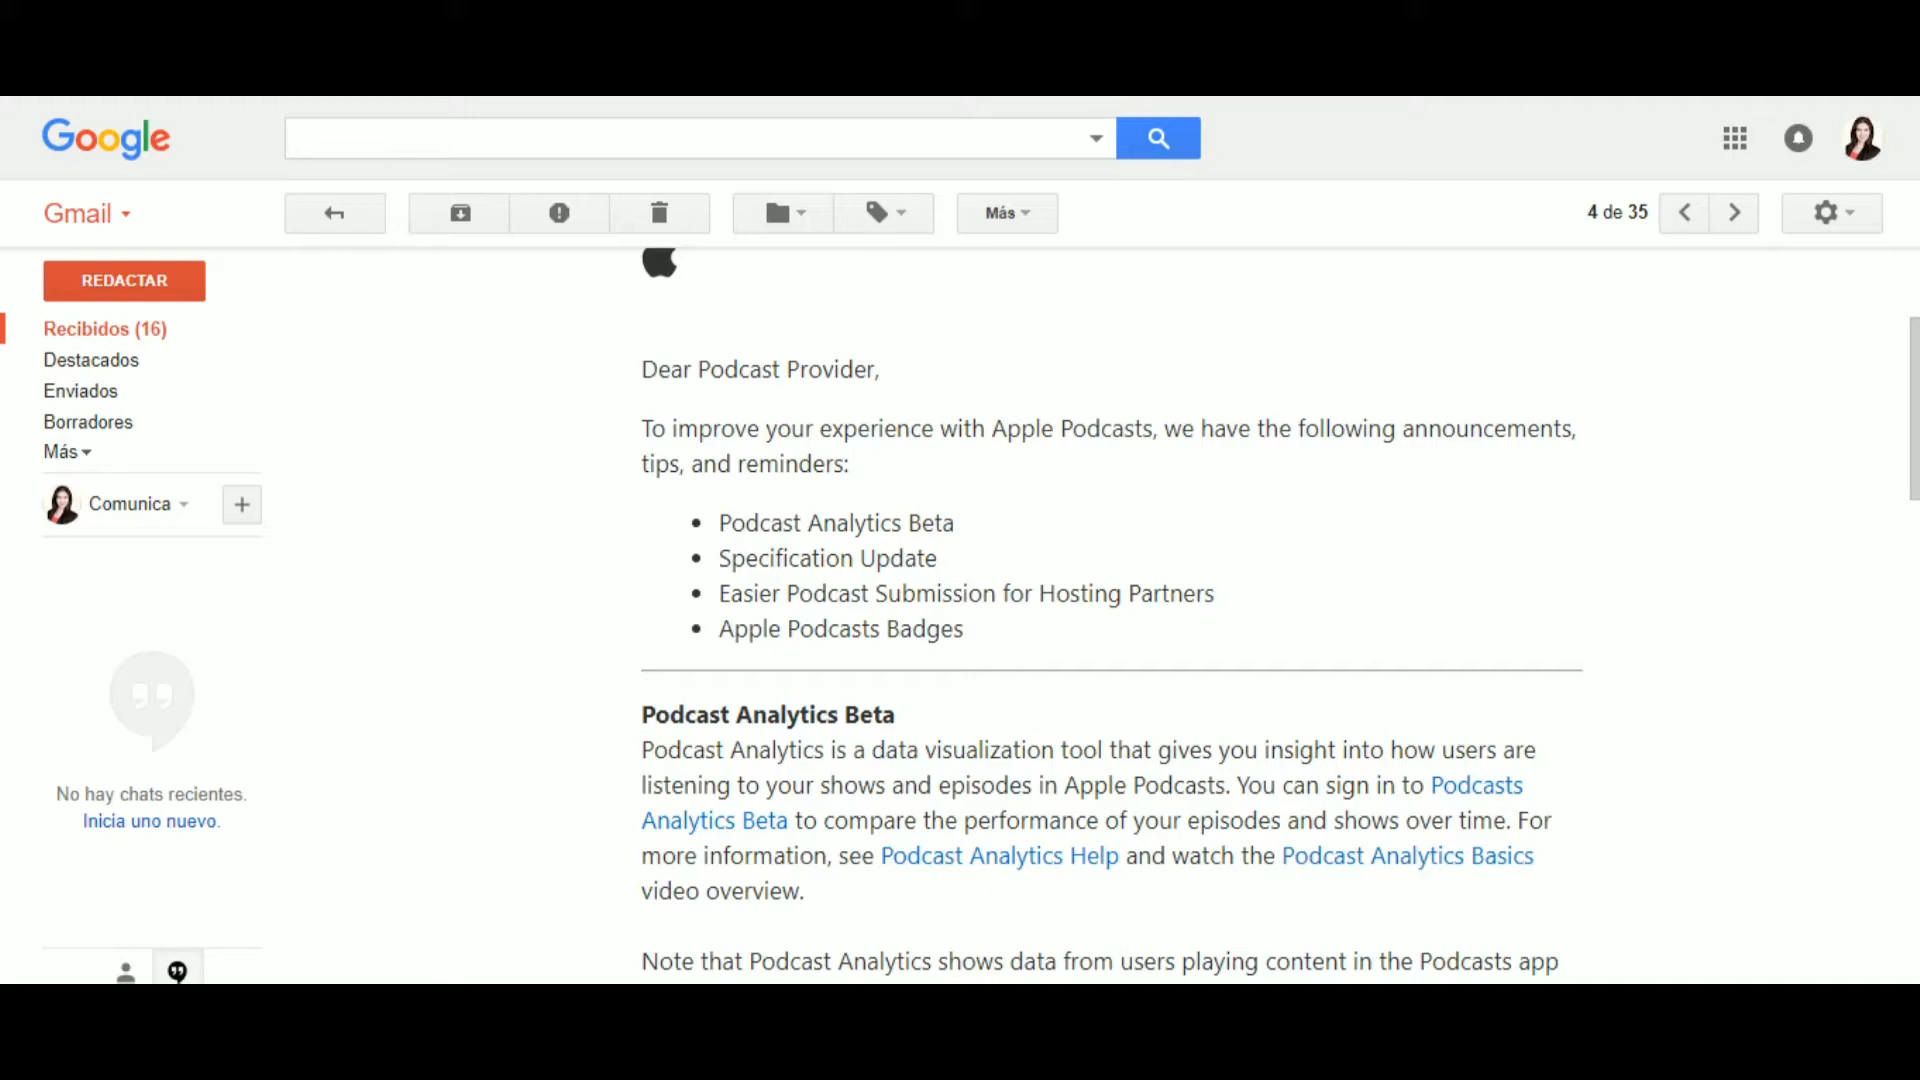 Google
Gmail
Más
4 de 35
REDACTAR
Recibidos (16)
Destacados
Enviados
Borradores
Más
Comunica
+
No hay chats recientes.
Inicia uno nuevo.
Dear Podcast Provider,
To improve your experience with Apple Podcasts, we have the following announcements,
tips, and reminders:
• Podcast Analytics Beta
• Specification Update
• Easier Podcast Submission for Hosting Partners
• Apple Podcasts Badges
Podcast Analytics Beta
Podcast Analytics is a data visualization tool that gives you insight into how users are
listening to your shows and episodes in Apple Podcasts. You can sign in to Podcasts
Analytics Beta to compare the performance of your episodes and shows over time. For
more information, see Podcast Analytics Help and watch the Podcast Analytics Basics
video overview.
Note that Podcast Analytics shows data from users playing content in the Podcasts app